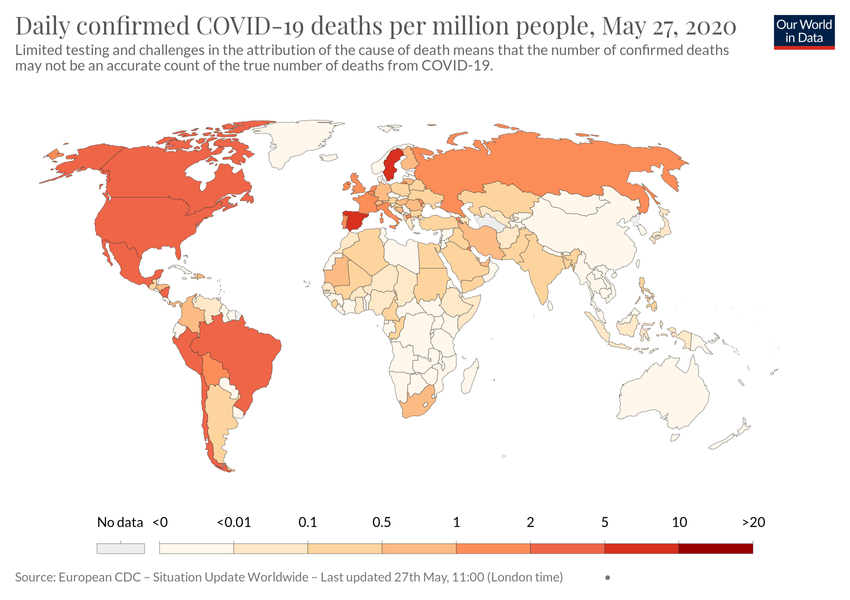 Daily confirmed COVID-19 deaths per million people, May 27, 2020
Our World
in Data
Limited testing and challenges in the attribution of the cause of death means that the number of confirmed deaths
may not be an accurate count of the true number of deaths from COVID-19.
No data <0 <0.01 0.1 0.5 1 2 5 10 >20
Source: European CDC – Situation Update Worldwide – Last updated 27th May, 11:00 (London time) •